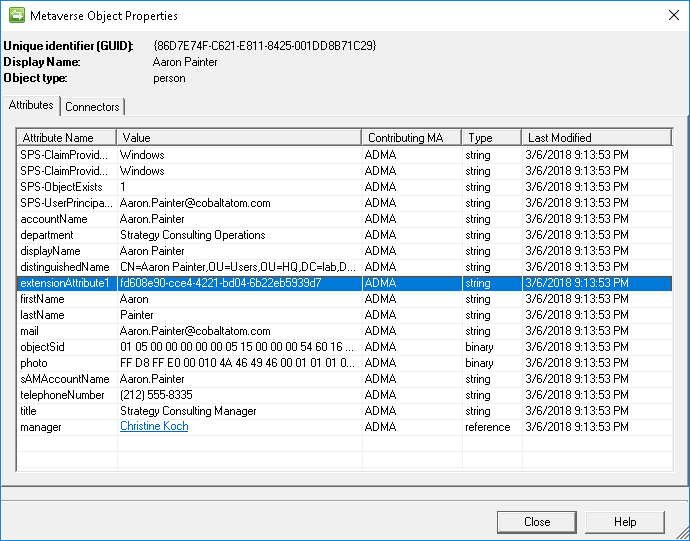 Metaverse Object Properties
Unique identifier (GUID): {86D7E74F-C621-E811-8425-001DD8B71C29}
Display Name: Aaron Painter
Object type: person
Attributes Connectors
Attribute Name Value Contributing MA Type Last Modified
SPS-ClaimProvid... Windows ADMA string 3/6/2018 9:13:53 PM
SPS-ClaimProvid... Windows ADMA string 3/6/2018 9:13:53 PM
SPS-ObjectExists 1 ADMA string 3/6/2018 9:13:53 PM
SPS-UserPrincipa... Aaron.Painter@cobaltatom.com ADMA string 3/6/2018 9:13:53 PM
accountName Aaron.Painter ADMA string 3/6/2018 9:13:53 PM
department Strategy Consulting Operations ADMA string 3/6/2018 9:13:53 PM
displayName Aaron Painter ADMA string 3/6/2018 9:13:53 PM
distinguishedName CN=Aaron Painter,OU=Users,OU=HQ,DC=lab,D... ADMA string 3/6/2018 9:13:53 PM
extensionAttribute1 fd608e90-cce4-4221-bd04-6b22eb5939d7 ADMA string 3/6/2018 9:13:53 PM
firstName Aaron ADMA string 3/6/2018 9:13:53 PM
lastName Painter ADMA string 3/6/2018 9:13:53 PM
mail Aaron.Painter@cobaltatom.com ADMA string 3/6/2018 9:13:53 PM
objectSid 01 05 00 00 00 00 00 05 15 00 00 00 54 60 16 ... ADMA binary 3/6/2018 9:13:53 PM
photo FF D8 FF E0 00 010 4A 46 49 46 00 01 01 01 0... ADMA binary 3/6/2018 9:13:53 PM
sAMAccountName Aaron.Painter ADMA string 3/6/2018 9:13:53 PM
telephoneNumber (212) 555-8335 ADMA string 3/6/2018 9:13:53 PM
title Strategy Consulting Manager ADMA string 3/6/2018 9:13:53 PM
manager Christine Koch ADMA reference 3/6/2018 9:13:53 PM
Close Help